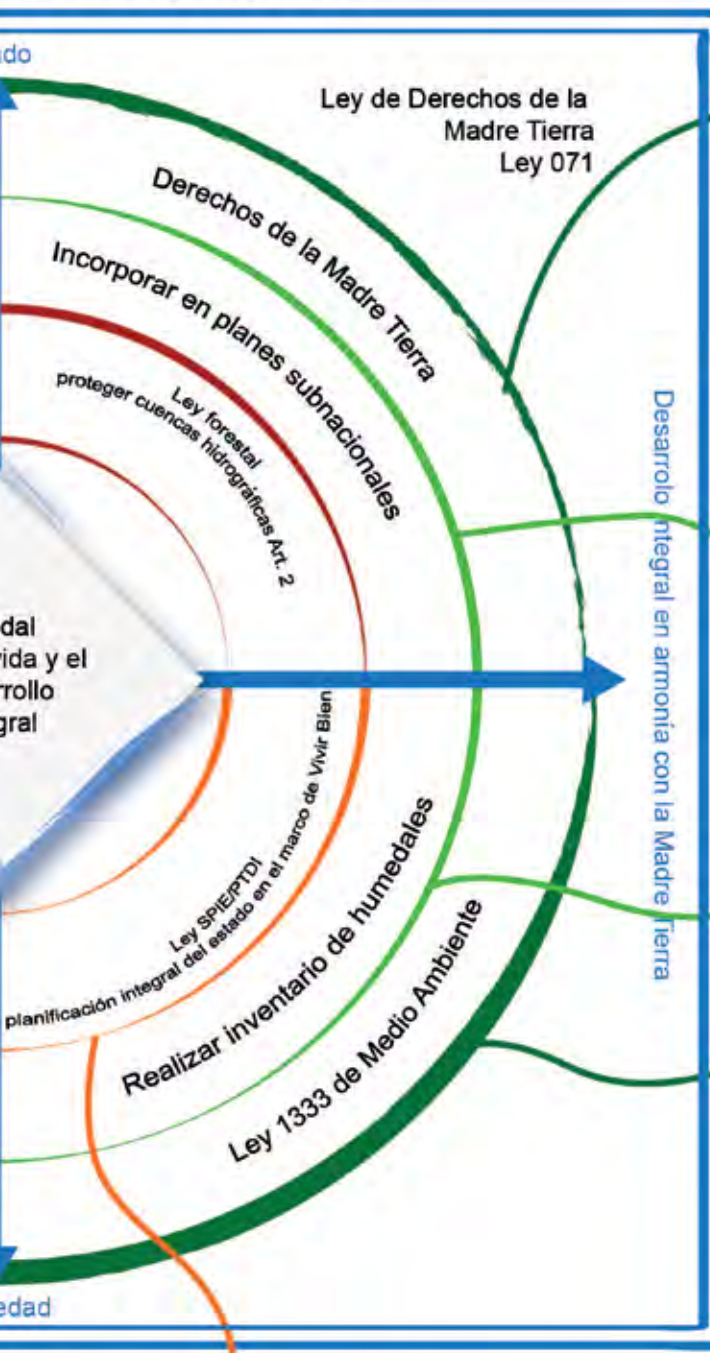 do
Ley de Derechos de la
Madre Tierra
Ley 071
Derechos de la Madre Tierra
Incorporar en planes subnacionales
Ley forestal
proteger cuencas hidrográficas Art. 2
dal
vida y el
rrollo
gral
Desarrolo integral en armonía con la Madre Tierra
Ley SPIE/PTDI
planificación integral del estado en el marco de Vivir Bien
Realizar inventario de humedales
Ley 1333 de Medio Ambiente
edad